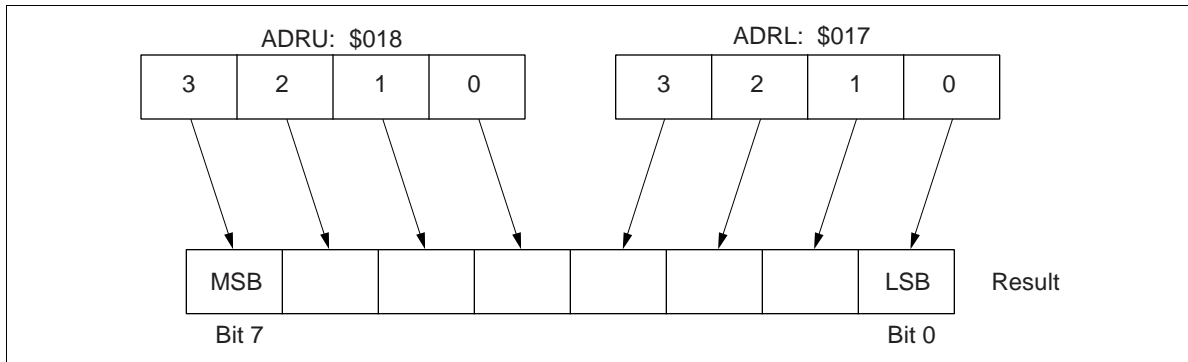 ADRU: $018
ADRL: $017
3 2 1 0
3 2 1 0
MSB
LSB
Result
Bit 7
Bit 0